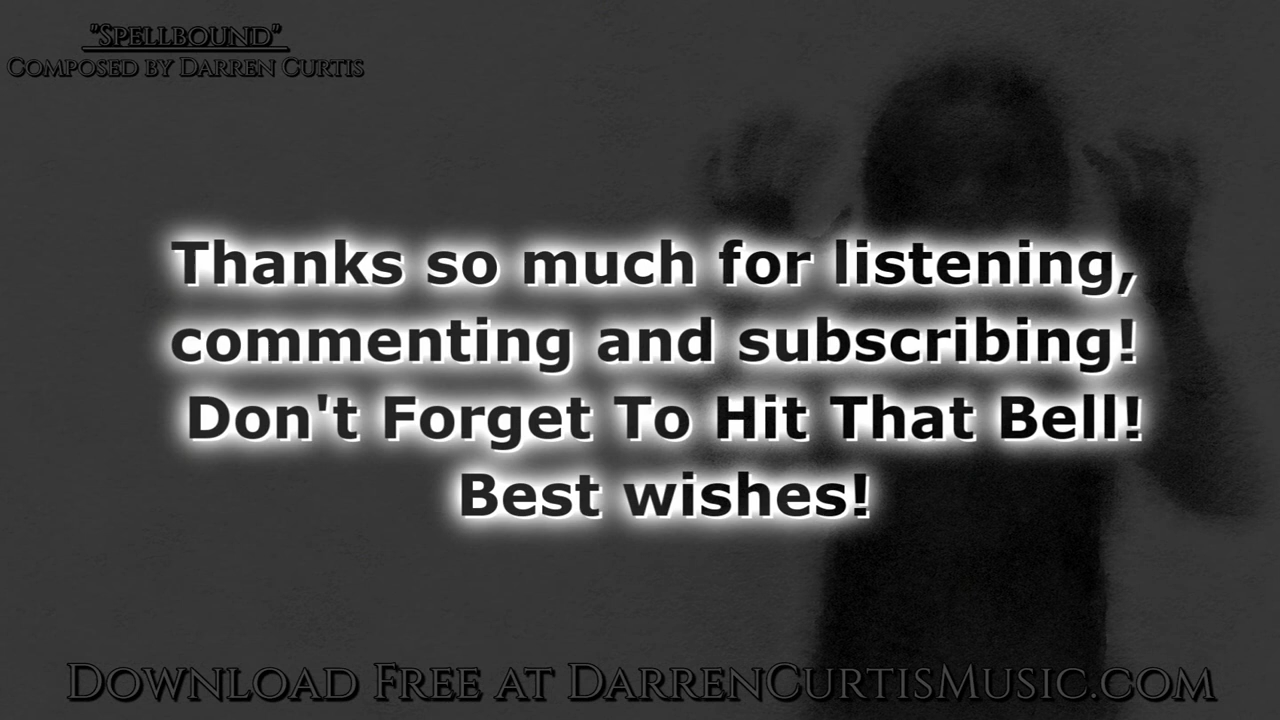 "Spellbound"
Composed by Darren Curtis
Thanks so much for listening,
commenting and subscribing!
Don't Forget To Hit That Bell!
Best wishes!
Download Free at DarrenCurtisMusic.com